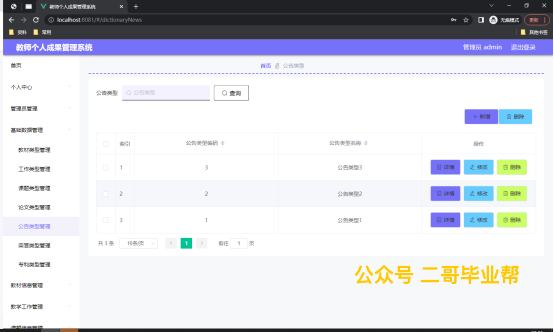 教师个人成果管理系统
localhost:8081/#/dictionaryNews
无痕模式
更新
资料 常用 其他书签
教师个人成果管理系统 管理员 admin 退出登录
首页 公告类型
首页
个人中心
管理员管理
基础数据管理
教材类型管理
工作类型管理
课题类型管理
论文类型管理
公告类型管理
奖惩类型管理
专利类型管理
教材信息管理
教学工作管理
公告类型 公告类型 查询
新增 删除
索引 公告类型编码 公告类型名称 操作
1 3 公告类型3 详情 修改 删除
2 2 公告类型2 详情 修改 删除
3 1 公告类型1 详情 修改 删除
共 3 条 10条/页 1 前往 1 页
公众号 二哥毕业帮